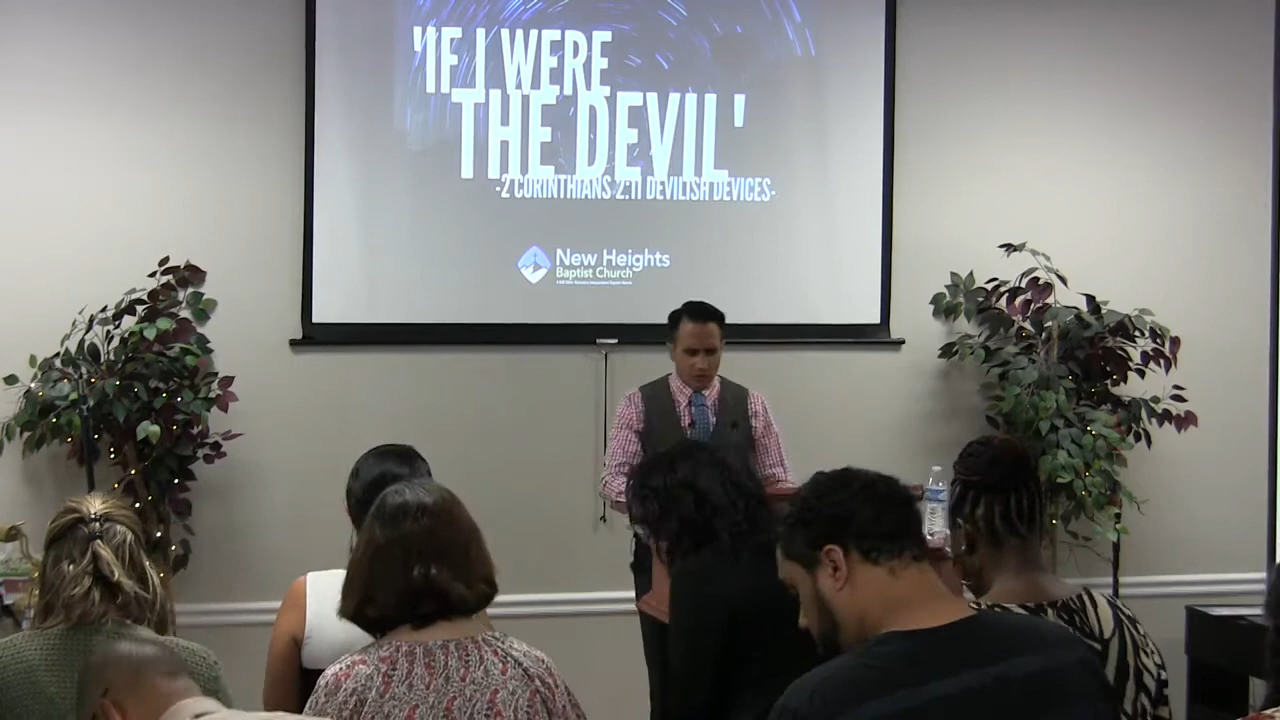 'IF I WERE
THE DEVIL'
-2 CORINTHIANS 2:11 DEVILISH DEVICES-
New Heights
Baptist Church